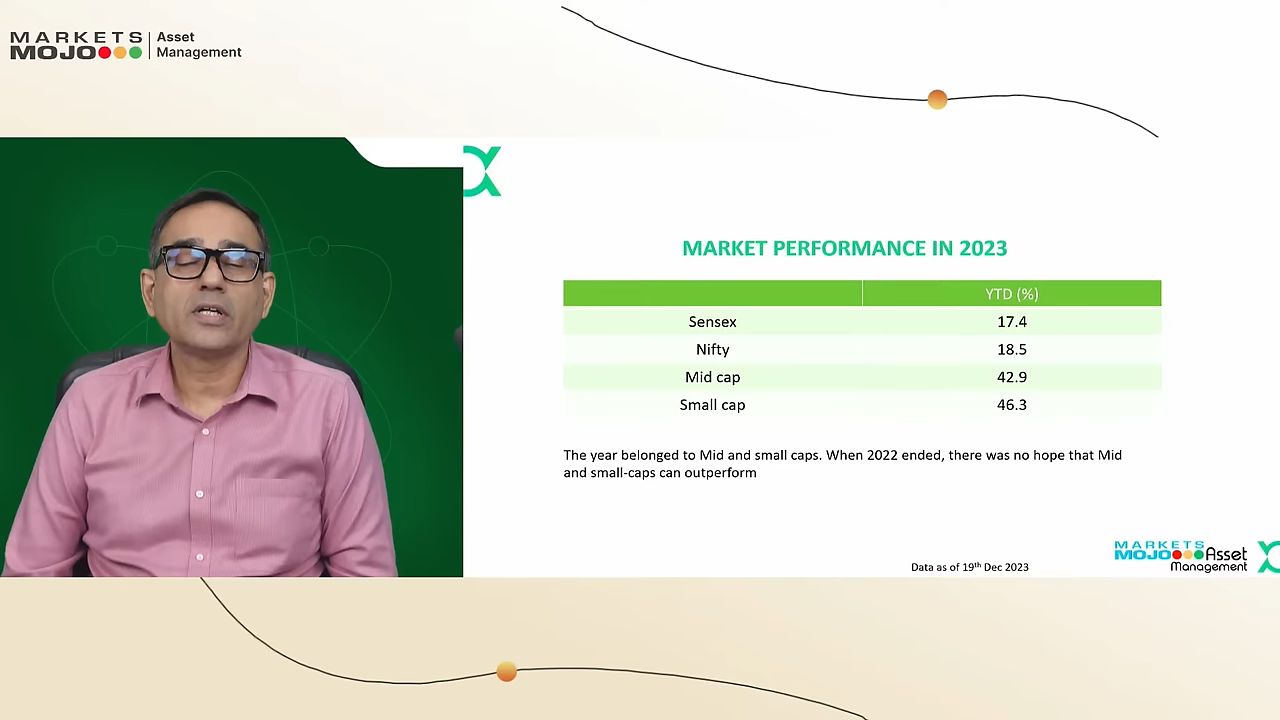 MARKETS
MOJO
Asset
Management
MARKET PERFORMANCE IN 2023
YTD (%)
Sensex 17.4
Nifty 18.5
Mid cap 42.9
Small cap 46.3
The year belonged to Mid and small caps. When 2022 ended, there was no hope that Mid
and small-caps can outperform
Data as of 19th Dec 2023
MARKETS
MOJO Asset
Management